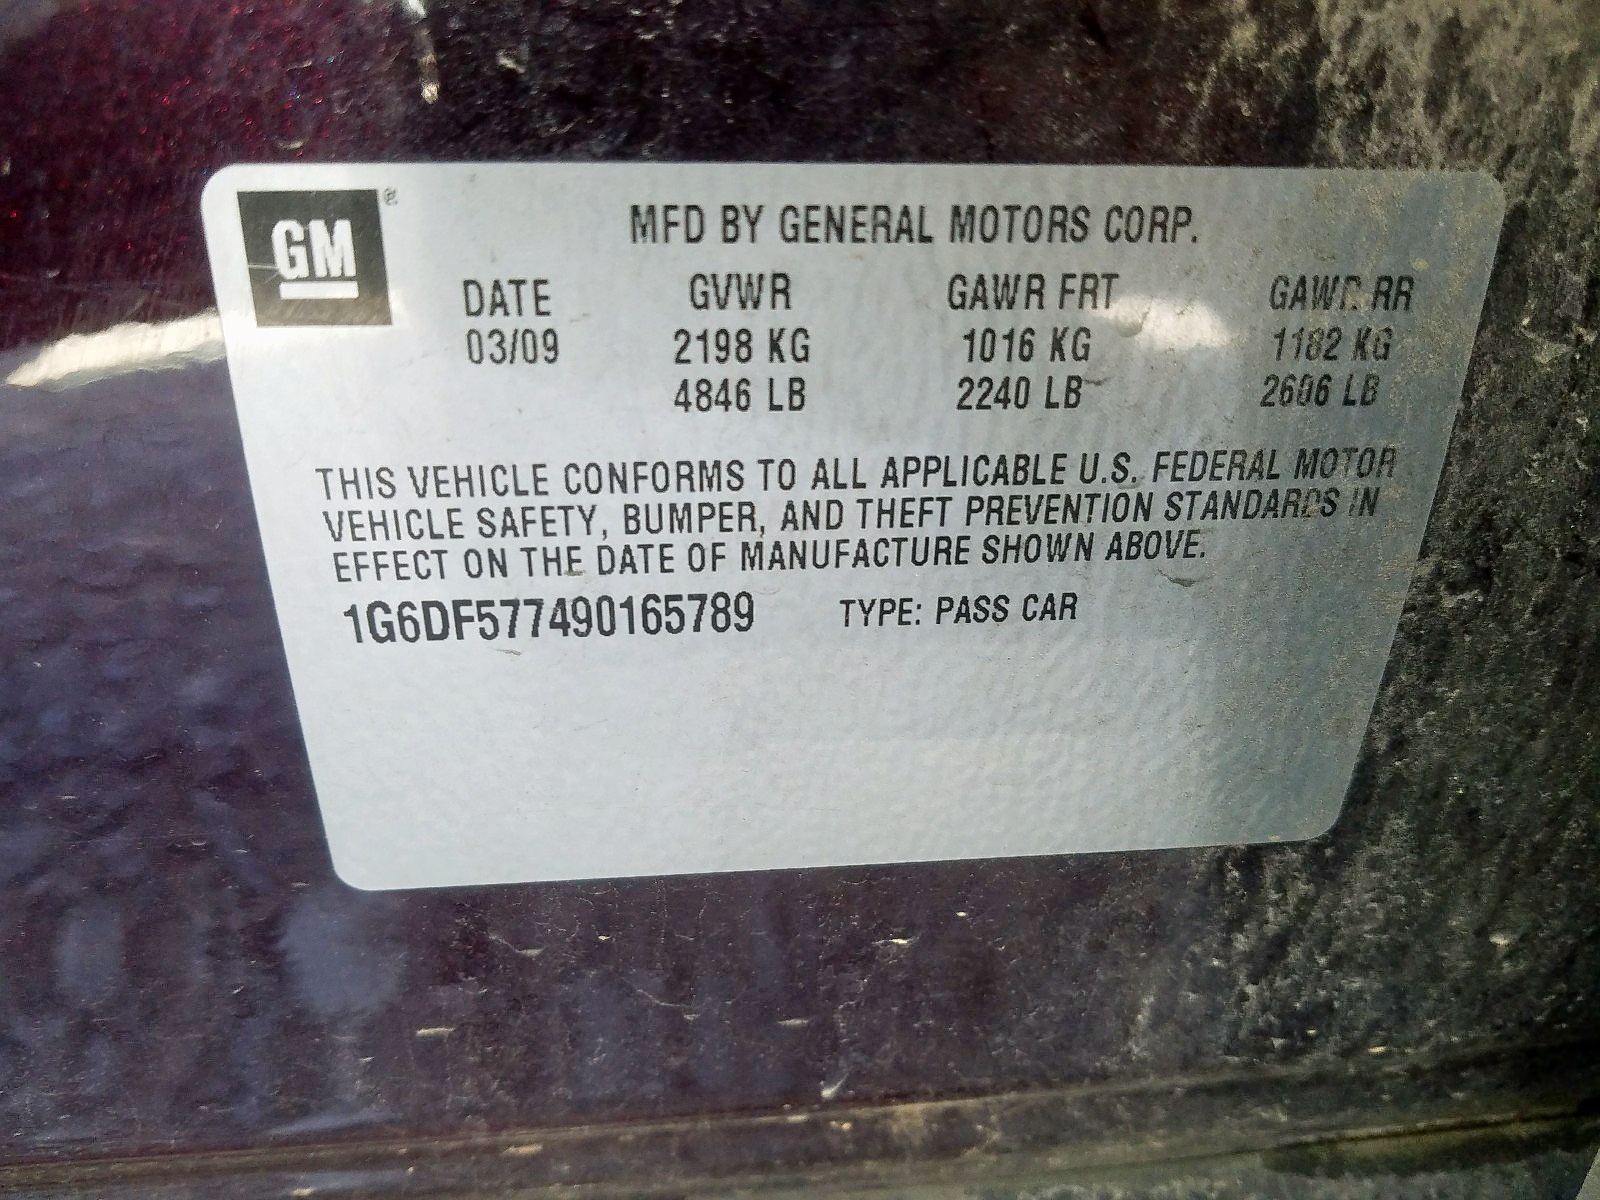 GM ®
MFD BY GENERAL MOTORS CORP.
DATE GVWR GAWR FRT GAWR RR
03/09 2198 KG 1016 KG 1182 KG
4846 LB 2240 LB 2606 LB
THIS VEHICLE CONFORMS TO ALL APPLICABLE U.S. FEDERAL MOTOR
VEHICLE SAFETY, BUMPER, AND THEFT PREVENTION STANDARDS IN
EFFECT ON THE DATE OF MANUFACTURE SHOWN ABOVE.
1G6DF577490165789 TYPE: PASS CAR